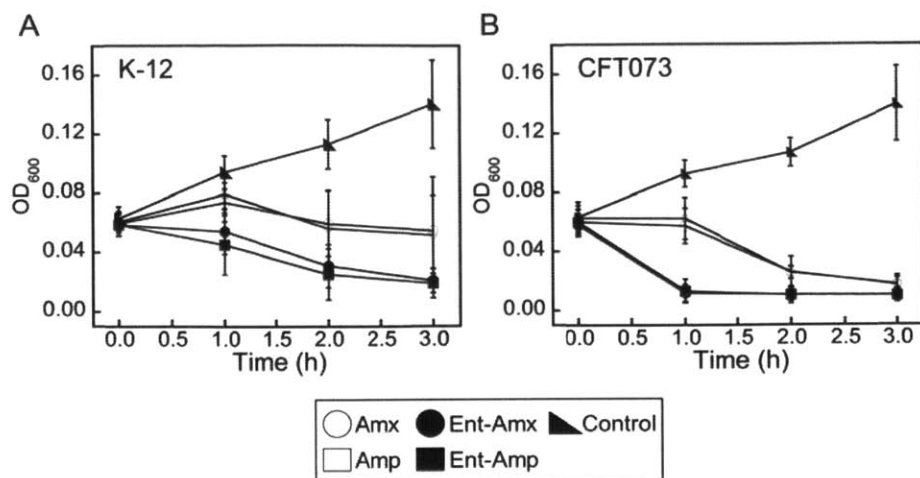 A
B
K-12
CFT073
0.16
0.12
0.08
0.04
0.00
OD600
0.0 0.5 1.0 1.5 2.0 2.5 3.0
Time (h)
0.16
0.12
0.08
0.04
0.00
OD600
0.0 0.5 1.0 1.5 2.0 2.5 3.0
Time (h)
Amx Ent-Amx Control
Amp Ent-Amp